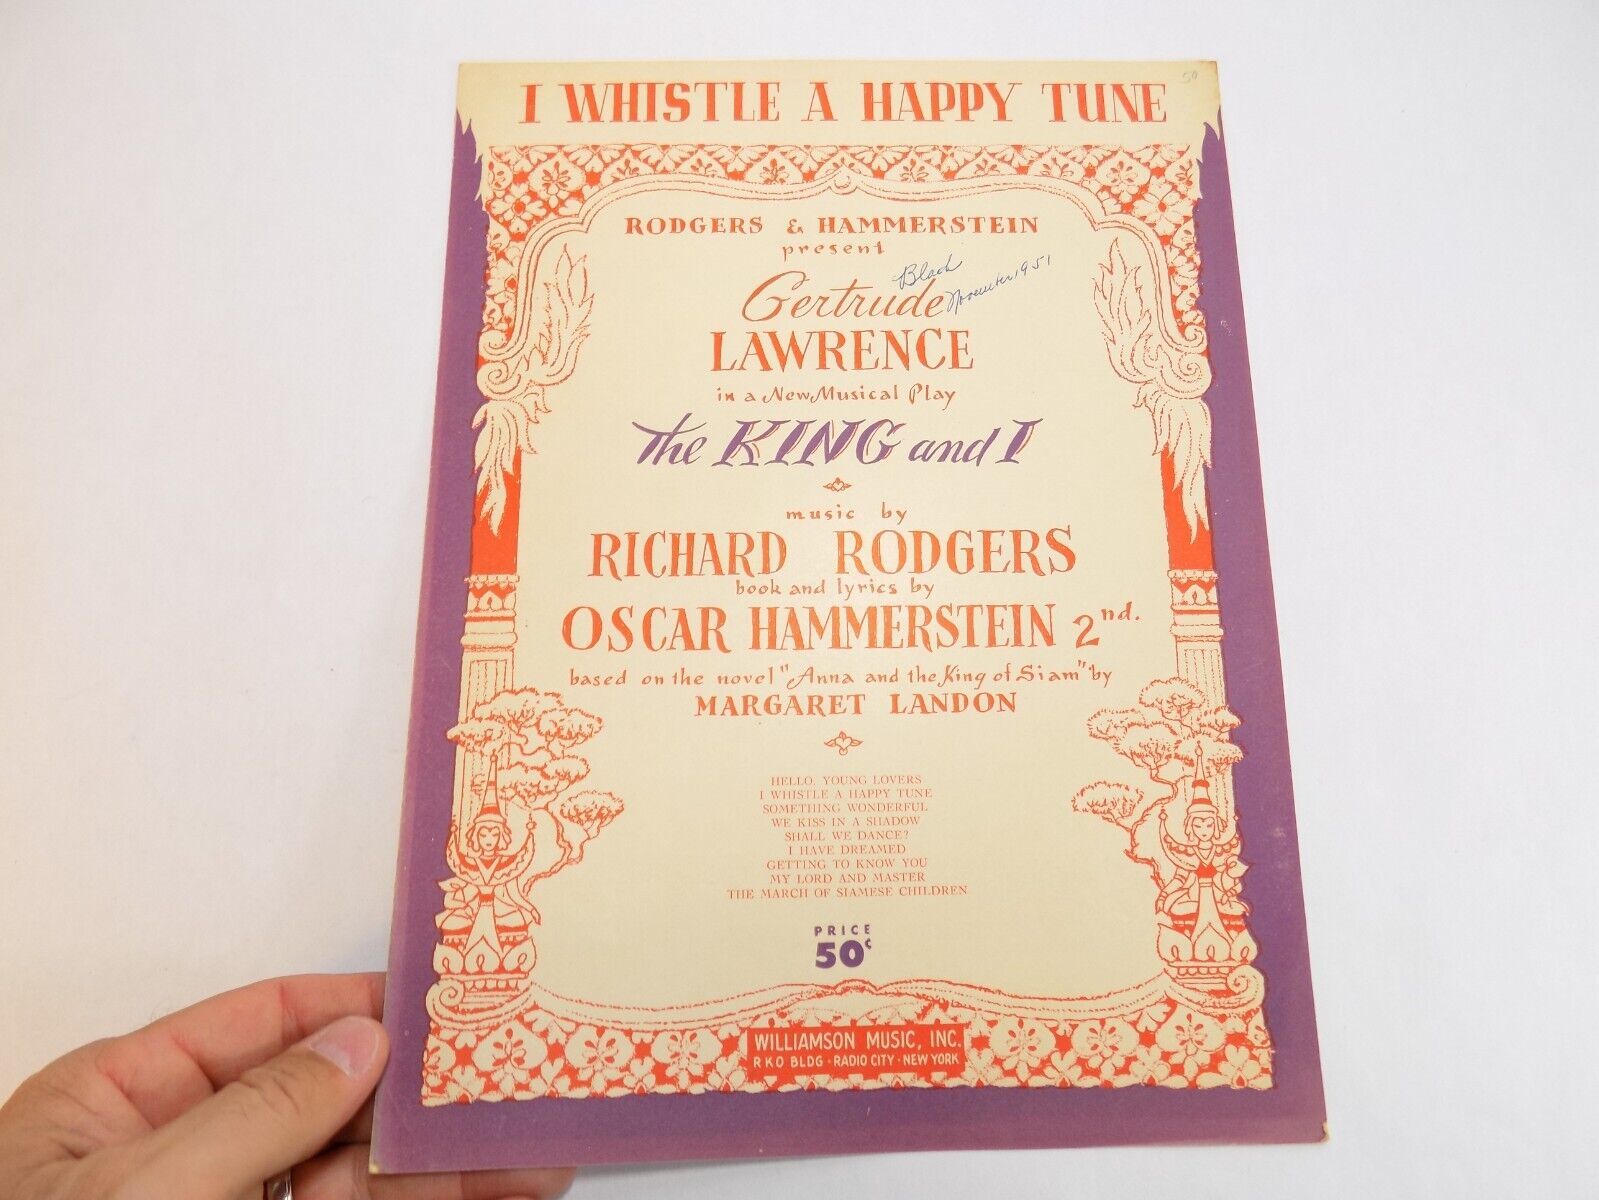 50
I WHISTLE A HAPPY TUNE
RODGERS & HAMMERSTEIN
present
Gertrude
Black
November 1951
LAWRENCE
in a New Musical Play
The KING and I
music by
RICHARD RODGERS
book and lyrics by
OSCAR HAMMERSTEIN 2nd.
based on the novel "Anna and the King of Siam" by
MARGARET LANDON
HELLO, YOUNG LOVERS
I WHISTLE A HAPPY TUNE
SOMETHING WONDERFUL
WE KISS IN A SHADOW
SHALL WE DANCE?
I HAVE DREAMED
GETTING TO KNOW YOU
MY LORD AND MASTER
THE MARCH OF SIAMESE CHILDREN
PRICE
50¢
WILLIAMSON MUSIC, INC.
RKO BLDG · RADIO CITY · NEW YORK